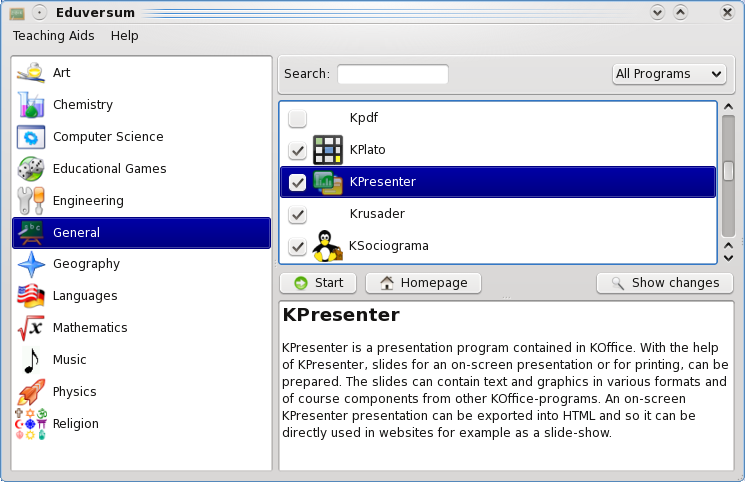 Eduversum
Teaching Aids Help
Art
Chemistry
Computer Science
Educational Games
Engineering
abc
General
Geography
Languages
Mathematics
Music
Physics
Religion
Search:
All Programs
Kpdf
KPlato
KPresenter
Krusader
KSociograma
Start Homepage Show changes
KPresenter
KPresenter is a presentation program contained in KOffice. With the help
of KPresenter, slides for an on-screen presentation or for printing, can be
prepared. The slides can contain text and graphics in various formats and
of course components from other KOffice-programs. An on-screen
KPresenter presentation can be exported into HTML and so it can be
directly used in websites for example as a slide-show.